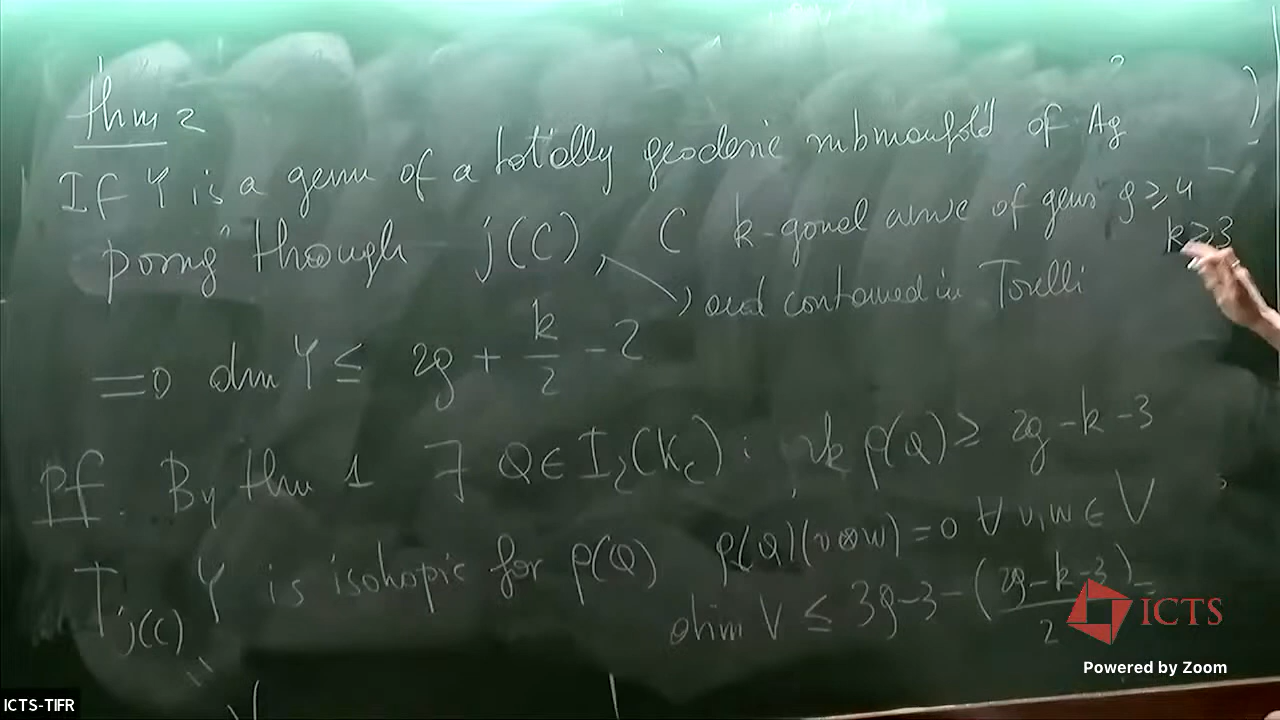 thm 2
If Y is a germ of a totally geodesic submanifold of Ag
passing through j(C), C k-gonal curve of genus g ≥ 4
k ≥ 3
, and contained in Torelli
=> dim Y ≤ 2g + k/2 - 2
Pf. By thm 1 ∃ Q ∈ I₂(K_C) : rk ρ(Q) ≥ 2g-k-3
T_j(C) Y is isotropic for ρ(Q) ρ(Q)(v⊗w) = 0 ∀ v,w ∈ V
dim V ≤ 3g-3-(2g-k-3)/2 =
ICTS
Powered by Zoom
ICTS-TIFR